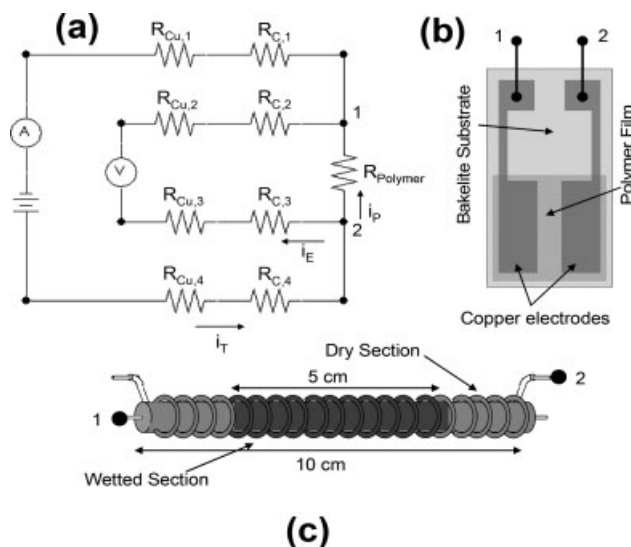 (a)
R_Cu,1
R_C,1
A
R_Cu,2
R_C,2
1
V
R_Polymer
i_P
R_Cu,3
R_C,3
2
i_E
R_Cu,4
R_C,4
i_T
(b)
1
2
Bakelite Substrate
Polymer Film
Copper electrodes
Dry Section
5 cm
2
1
10 cm
Wetted Section
(c)